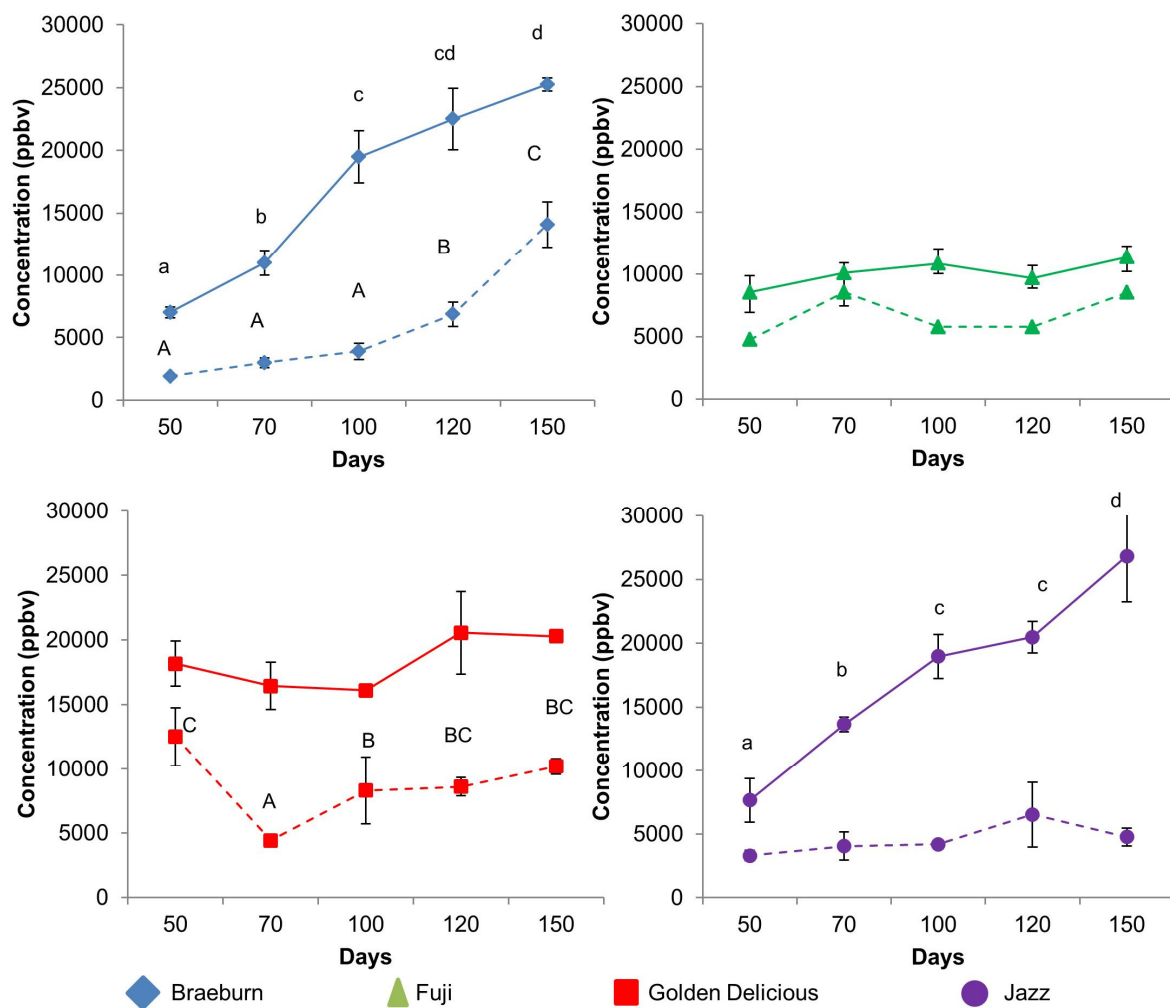 30000
25000
20000
15000
10000
5000
0
Concentration (ppbv)
a
b
c
cd
d
A
A
A
B
C
50 70 100 120 150
Days
30000
25000
20000
15000
10000
5000
0
Concentration (ppbv)
50 70 100 120 150
Days
30000
25000
20000
15000
10000
5000
0
Concentration (ppbv)
C
A
B
BC
BC
50 70 100 120 150
Days
30000
25000
20000
15000
10000
5000
0
Concentration (ppbv)
a
b
c
c
d
50 70 100 120 150
Days
Braeburn Fuji Golden Delicious Jazz